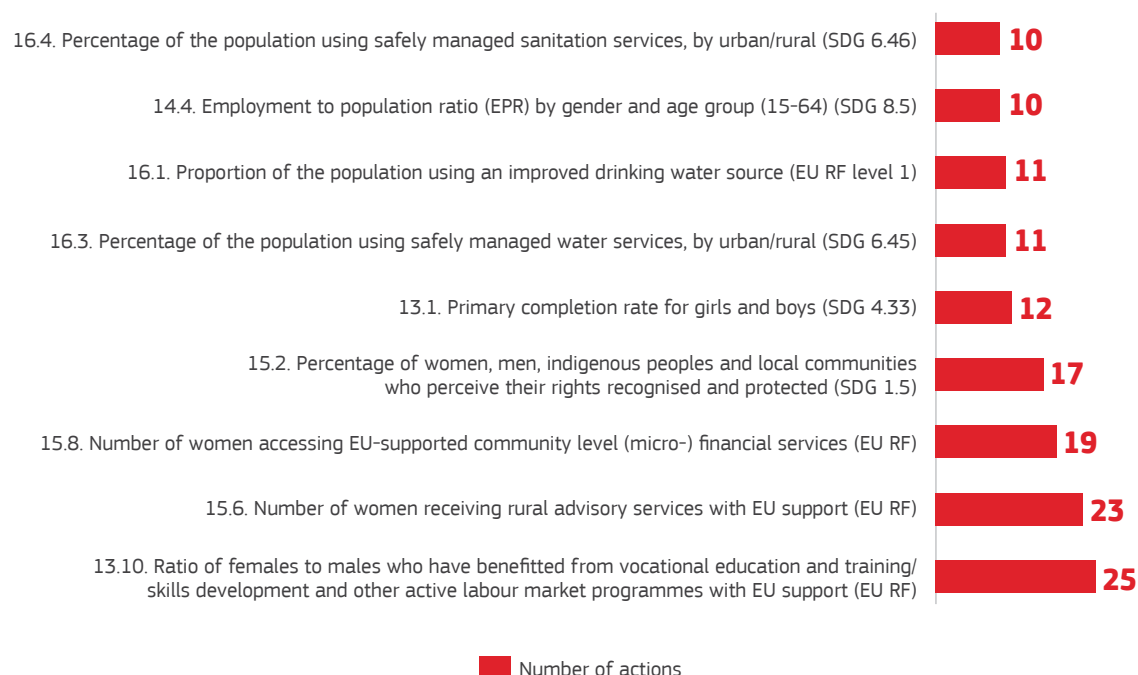 16.4. Percentage of the population using safely managed sanitation services, by urban/rural (SDG 6.46)
10
14.4. Employment to population ratio (EPR) by gender and age group (15-64) (SDG 8.5)
10
16.1. Proportion of the population using an improved drinking water source (EU RF level 1)
11
16.3. Percentage of the population using safely managed water services, by urban/rural (SDG 6.45)
11
13.1. Primary completion rate for girls and boys (SDG 4.33)
12
15.2. Percentage of women, men, indigenous peoples and local communities
who perceive their rights recognised and protected (SDG 1.5)
17
15.8. Number of women accessing EU-supported community level (micro-) financial services (EU RF)
19
15.6. Number of women receiving rural advisory services with EU support (EU RF)
23
13.10. Ratio of females to males who have benefitted from vocational education and training/
skills development and other active labour market programmes with EU support (EU RF)
25
Number of actions